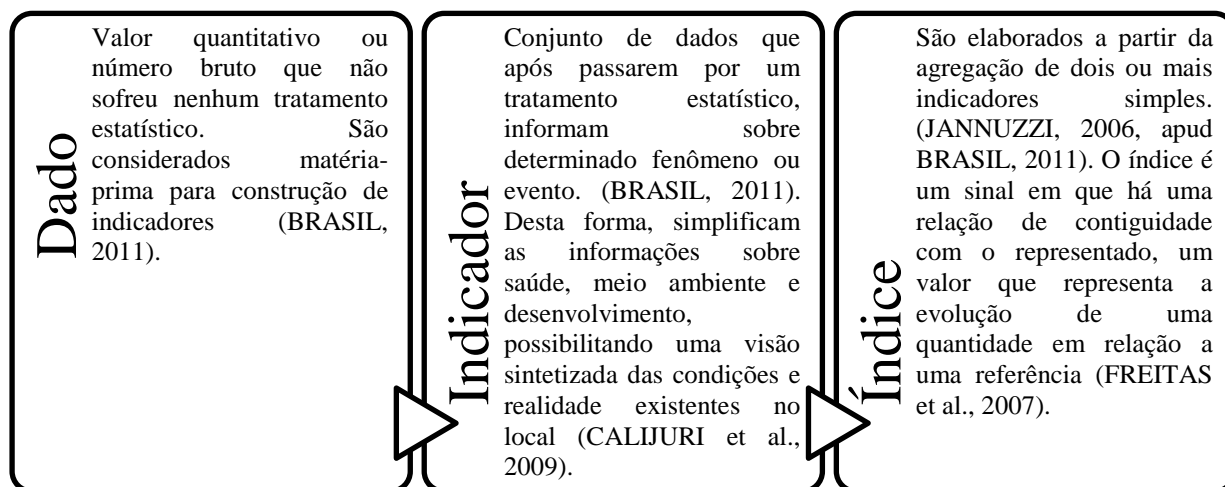 Dado
Valor quantitativo ou
número bruto que não
sofreu nenhum tratamento
estatístico. São
considerados matéria-
prima para construção de
indicadores (BRASIL,
2011).
Indicador
Conjunto de dados que
após passarem por um
tratamento estatístico,
informam sobre
determinado fenômeno ou
evento. (BRASIL, 2011).
Desta forma, simplificam
as informações sobre
saúde, meio ambiente e
desenvolvimento,
possibilitando uma visão
sintetizada das condições e
realidade existentes no
local (CALIJURI et al.,
2009).
Índice
São elaborados a partir da
agregação de dois ou mais
indicadores simples.
(JANNUZZI, 2006, apud
BRASIL, 2011). O índice é
um sinal em que há uma
relação de contiguidade
com o representado, um
valor que representa a
evolução de uma
quantidade em relação a
uma referência (FREITAS
et al., 2007).